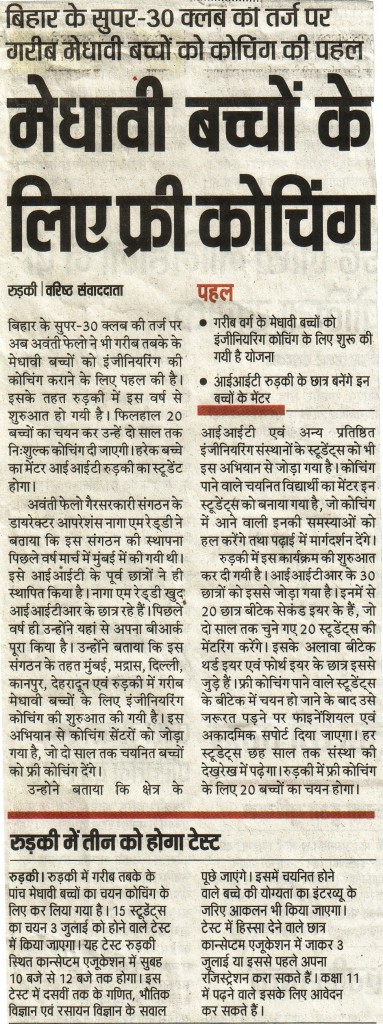 बिहार के सुपर-30 क्लब की तर्ज पर
गरीब मेधावी बच्चों को कोचिंग की पहल
मेधावी बच्चों के
लिए फ्री कोचिंग
रुड़की | वरिष्ठ संवाददाता
बिहार के सुपर-30 क्लब की तर्ज पर
अब अवंती फेलो ने भी गरीब तबके के
मेधावी बच्चों को इंजीनियरिंग की
कोचिंग कराने के लिए पहल की है।
इसके तहत रुड़की में इस वर्ष से
शुरुआत हो गयी है। फिलहाल 20
बच्चों का चयन कर उन्हें दो साल तक
निःशुल्क कोचिंग दी जाएगी। हरेक बच्चे
का मेंटर आईआईटी रुड़की का स्टूडेंट
होगा।
अवंती फेलो गैरसरकारी संगठन के
डायरेक्टर आपरेशंस नागा एम रेड्डी ने
बताया कि इस संगठन की स्थापना
पिछले वर्ष मार्च में मुंबई में की गयी थी।
इसे आईआईटी के पूर्व छात्रों ने ही
स्थापित किया है। नागा एम रेड्डी खुद
आईआईटीआर के छात्र रहे हैं। पिछले
वर्ष ही उन्होंने यहां से अपना बीआर्क
पूरा किया है। उन्होंने बताया कि इस
संगठन के तहत मुंबई, मद्रास, दिल्ली,
कानपुर, देहरादून एवं रुड़की में गरीब
मेधावी बच्चों के लिए इंजीनियरिंग
कोचिंग की शुरुआत की गयी है। इस
अभियान से कोचिंग सेंटरों को जोड़ा
गया है, जो दो साल तक चयनित बच्चों
को फ्री कोचिंग देंगे।
उन्होने बताया कि क्षेत्र के
पहल
● गरीब वर्ग के मेधावी बच्चों को
इंजीनियरिंग कोचिंग के लिए शुरू की
गयी है योजना
● आईआईटी रुड़की के छात्र बनेंगे इन
बच्चों के मेंटर
आईआईटी एवं अन्य प्रतिष्ठित
इंजीनियरिंग संस्थानों के स्टूडेंट्स को भी
इस अभियान से जोड़ा गया है। कोचिंग
पाने वाले चयनित विद्यार्थी का मेंटर इन
स्टूडेंट्स को बनाया गया है, जो कोचिंग
में आने वाली इनकी समस्याओं को
हल करेंगे तथा पढ़ाई में मार्गदर्शन देंगे।
रुड़की में इस कार्यक्रम की शुरुआत
कर दी गयी है। आईआईटीआर के 30
छात्रों को इससे जोड़ा गया है। इनमें से
20 छात्र बीटेक सेकंड इयर के हैं, जो
दो साल तक चुने गए 20 स्टूडेंट्स की
मेंटरिंग करेंगे। इसके अलावा बीटेक
थर्ड इयर एवं फोर्थ इयर के छात्र इससे
जुड़े हैं। फ्री कोचिंग पाने वाले स्टूडेंट्स
के बीटेक में चयन हो जाने के बाद उसे
जरूरत पड़ने पर फाइनेंशियल एवं
अकादमिक सपोर्ट दिया जाएगा। हर
स्टूडेंट्स छह साल तक संस्था की
देखरेख में पढ़ेगा। रुड़की में फ्री कोचिंग
के लिए 20 बच्चों का चयन होगा।
रुड़की में तीन को होगा टेस्ट
रुड़की। रुड़की में गरीब तबके के
पांच मेधावी बच्चों का चयन कोचिंग के
लिए कर लिया गया है। 15 स्टूडेंट्स
का चयन 3 जुलाई को होने वाले टेस्ट
में किया जाएगा। यह टेस्ट रुड़की
स्थित कान्सेप्टम एजूकेशन में सुबह
10 बजे से 12 बजे तक होगा। इस
टेस्ट में दसवीं तक के गणित, भौतिक
विज्ञान एवं रसायन विज्ञान के सवाल
पूछे जाएंगे। इसमें चयनित होने
वाले बच्चे की योग्यता का इंटरव्यू के
जरिए आकलन भी किया जाएगा।
टेस्ट में हिस्सा देने वाले छात्र
कान्सेप्टम एजूकेशन में जाकर 3
जुलाई या इससे पहले अपना
रजिस्ट्रेशन करा सकते हैं। कक्षा 11
में पढ़ने वाले इसके लिए आवेदन
कर सकते हैं।